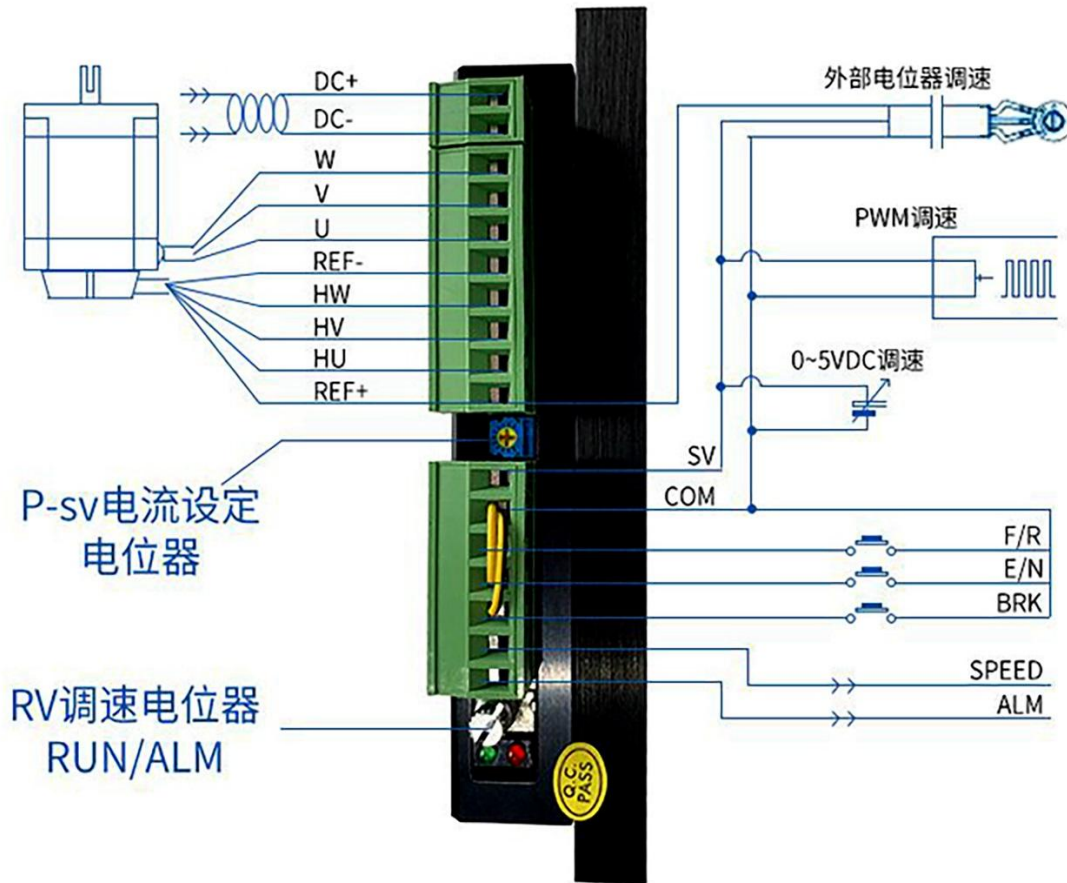 DC+
DC-
W
V
U
REF-
HW
HV
HU
REF+
P-sv电流设定
电位器
RV调速电位器
RUN/ALM
外部电位器调速
PWM调速
0~5VDC调速
SV
COM
F/R
E/N
BRK
SPEED
ALM
Q.C.
PASS